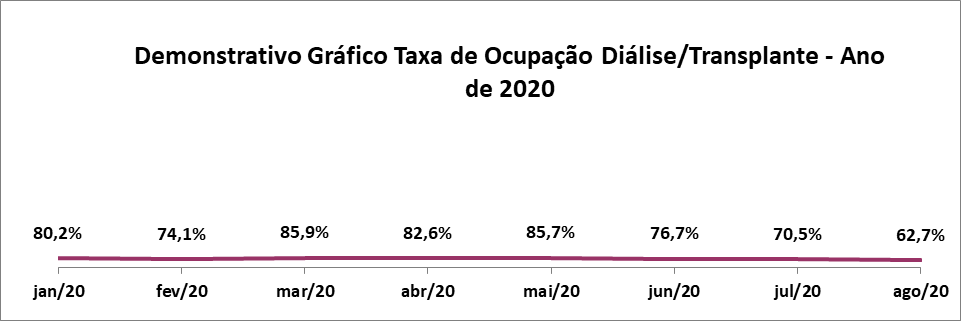 Demonstrativo Gráfico Taxa de Ocupação Diálise/Transplante - Ano
de 2020
80,2% 74,1% 85,9% 82,6% 85,7% 76,7% 70,5% 62,7%
jan/20 fev/20 mar/20 abr/20 mai/20 jun/20 jul/20 ago/20